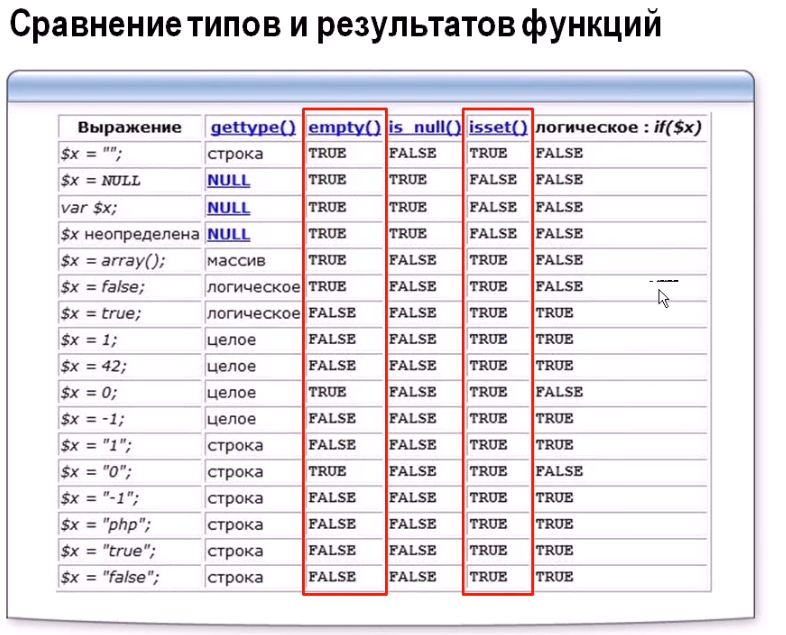 Сравнение типов и результатов функций
Выражение gettype() empty() is_null() isset() логическое : if($x)
$x = ""; строка TRUE FALSE TRUE FALSE
$x = NULL NULL TRUE TRUE FALSE FALSE
var $x; NULL TRUE TRUE FALSE FALSE
$x неопределена NULL TRUE TRUE FALSE FALSE
$x = array(); массив TRUE FALSE TRUE FALSE
$x = false; логическое TRUE FALSE TRUE FALSE
$x = true; логическое FALSE FALSE TRUE TRUE
$x = 1; целое FALSE FALSE TRUE TRUE
$x = 42; целое FALSE FALSE TRUE TRUE
$x = 0; целое TRUE FALSE TRUE FALSE
$x = -1; целое FALSE FALSE TRUE TRUE
$x = "1"; строка FALSE FALSE TRUE TRUE
$x = "0"; строка TRUE FALSE TRUE FALSE
$x = "-1"; строка FALSE FALSE TRUE TRUE
$x = "php"; строка FALSE FALSE TRUE TRUE
$x = "true"; строка FALSE FALSE TRUE TRUE
$x = "false"; строка FALSE FALSE TRUE TRUE